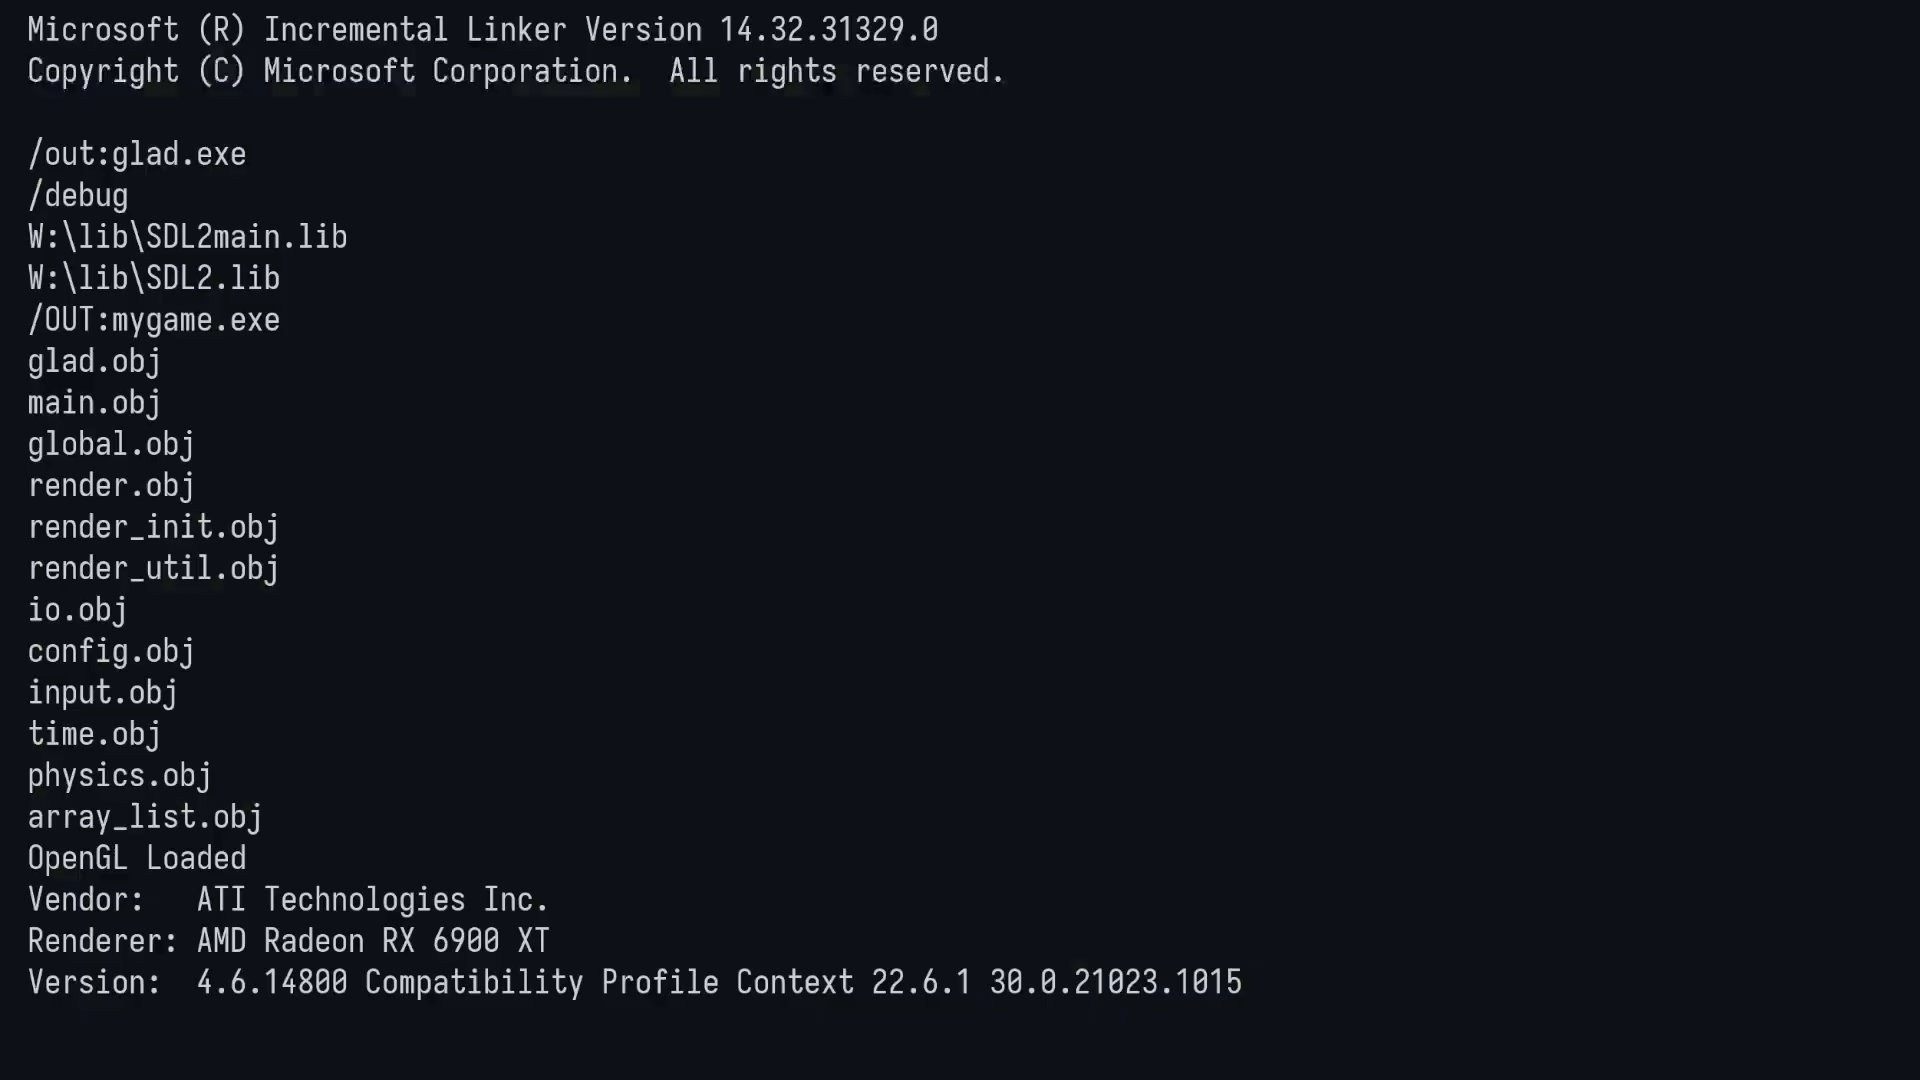 Microsoft (R) Incremental Linker Version 14.32.31329.0
Copyright (C) Microsoft Corporation.  All rights reserved.

/out:glad.exe
/debug
W:\lib\SDL2main.lib
W:\lib\SDL2.lib
/OUT:mygame.exe
glad.obj
main.obj
global.obj
render.obj
render_init.obj
render_util.obj
io.obj
config.obj
input.obj
time.obj
physics.obj
array_list.obj
OpenGL Loaded
Vendor:   ATI Technologies Inc.
Renderer: AMD Radeon RX 6900 XT
Version:  4.6.14800 Compatibility Profile Context 22.6.1 30.0.21023.1015